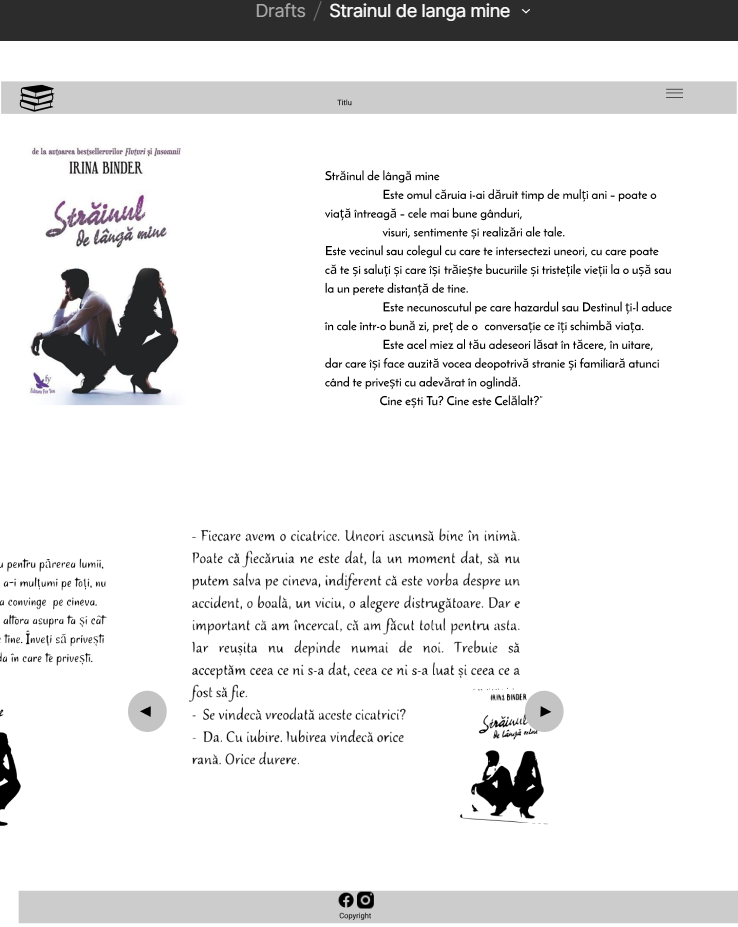 Drafts / Strainul de langa mine
Titlu
de la autoarea bestsellerurilor Fluturi și Insomnii
IRINA BINDER
Străinul
de lângă mine
Editura For You
Străinul de lângă mine
Este omul căruia i-ai dăruit timp de mulți ani – poate o
viață întreagă – cele mai bune gânduri,
visuri, sentimente și realizări ale tale.
Este vecinul sau colegul cu care te intersectezi uneori, cu care poate
că te și saluți și care își trăiește bucuriile și tristețile vieții la o ușă sau
la un perete distanță de tine.
Este necunoscutul pe care hazardul sau Destinul ți-l aduce
în cale într-o bună zi, preț de o conversație ce îți schimbă viața.
Este acel miez al tău adeseori lăsat în tăcere, în uitare,
dar care își face auzită vocea deopotrivă stranie și familiară atunci
când te privești cu adevărat în oglindă.
Cine ești Tu? Cine este Celălalt?"
u pentru părerea lumii,
a-i mulțumi pe toți, nu
a convinge pe cineva.
altora asupra ta și cât
tine. Înveți să privești
da în care te privești.
- Fiecare avem o cicatrice. Uneori ascunsă bine în inimă.
Poate că fiecăruia ne este dat, la un moment dat, să nu
putem salva pe cineva, indiferent că este vorba despre un
accident, o boală, un viciu, o alegere distrugătoare. Dar e
important că am încercat, că am făcut totul pentru asta.
Iar reușita nu depinde numai de noi. Trebuie să
acceptăm ceea ce ni s-a dat, ceea ce ni s-a luat și ceea ce a
fost să fie.
- Se vindecă vreodată aceste cicatrici?
- Da. Cu iubire. Iubirea vindecă orice
rană. Orice durere.
IRINA BINDER
Străinul
de lângă mine
Copyright